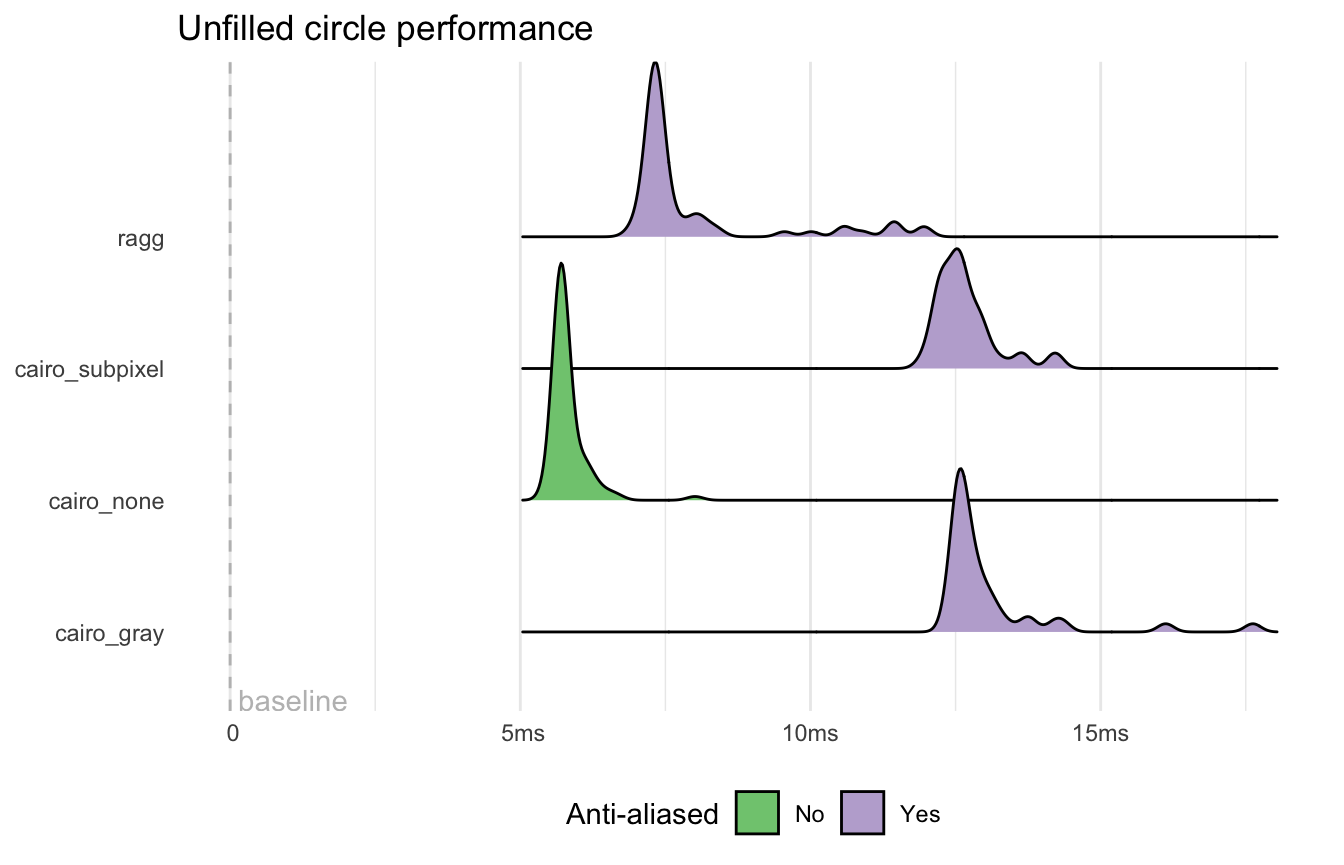 Unfilled circle performance
ragg
cairo_subpixel
cairo_none
cairo_gray
baseline
0 5ms 10ms 15ms
Anti-aliased No Yes